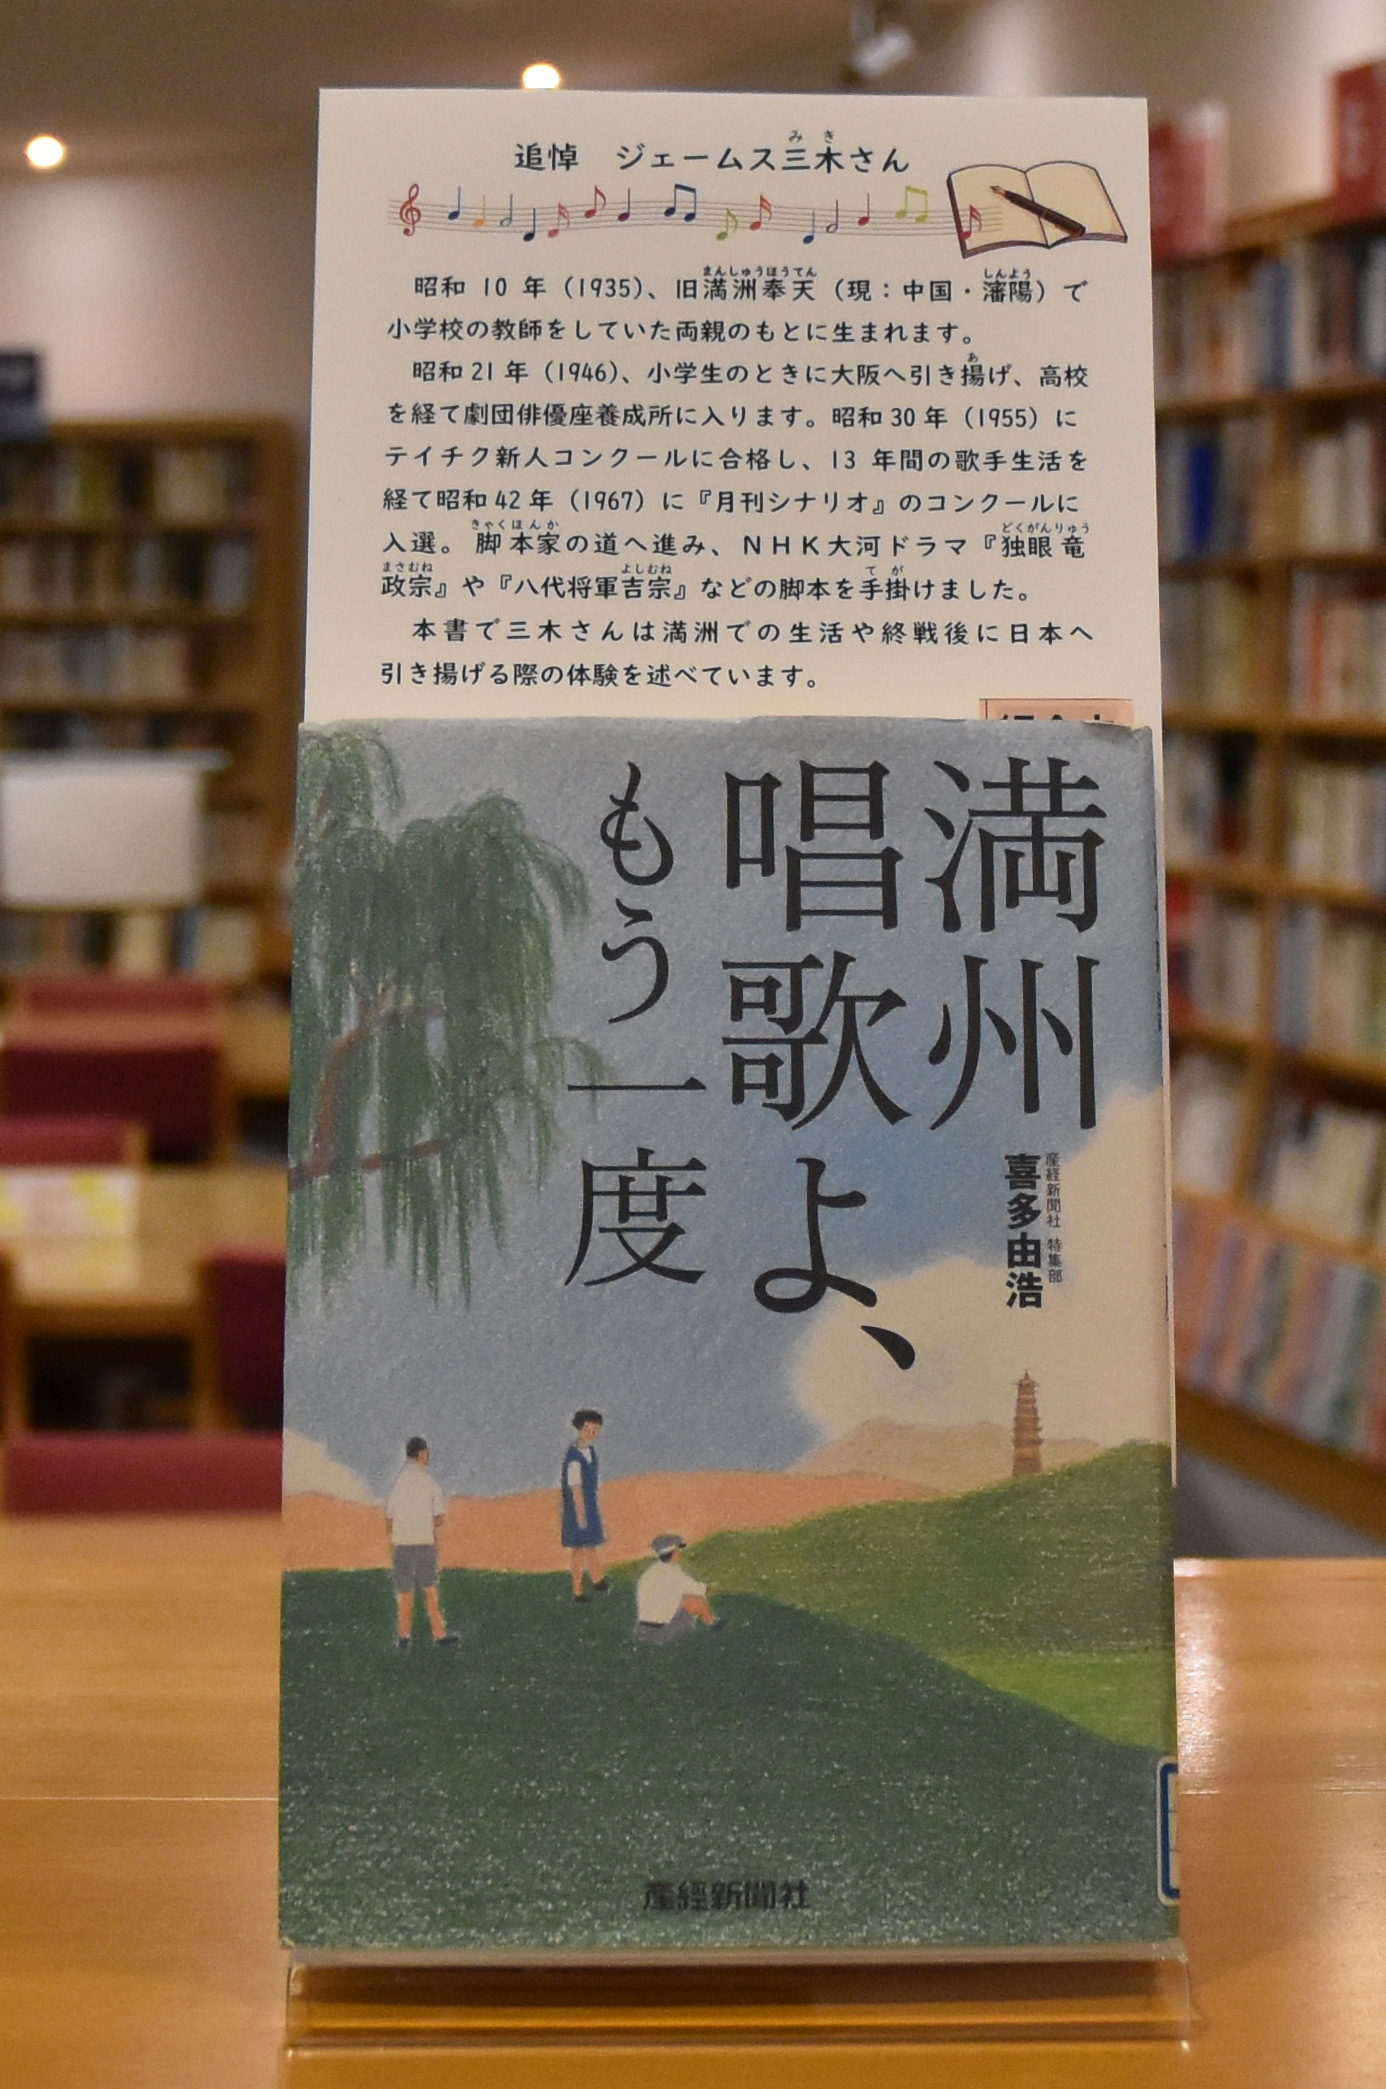 追悼 ジェームス三木さん
昭和10年（1935）、旧満洲奉天（現：中国・瀋陽）で
小学校の教師をしていた両親のもとに生まれます。
昭和21年（1946）、小学生のときに大阪へ引き揚げ、高校
を経て劇団俳優座養成所に入ります。昭和30年（1955）に
テイチク新人コンクールに合格し、13年間の歌手生活を
経て昭和42年（1967）に『月刊シナリオ』のコンクールに
入選。脚本家の道へ進み、NHK大河ドラマ『独眼竜
政宗』や『八代将軍吉宗』などの脚本を手掛けました。
本書で三木さんは満洲での生活や終戦後に日本へ
引き揚げる際の体験を述べています。
満州
唱歌よ、
もう一度
産経新聞社 特集部
喜多由浩
産經新聞社